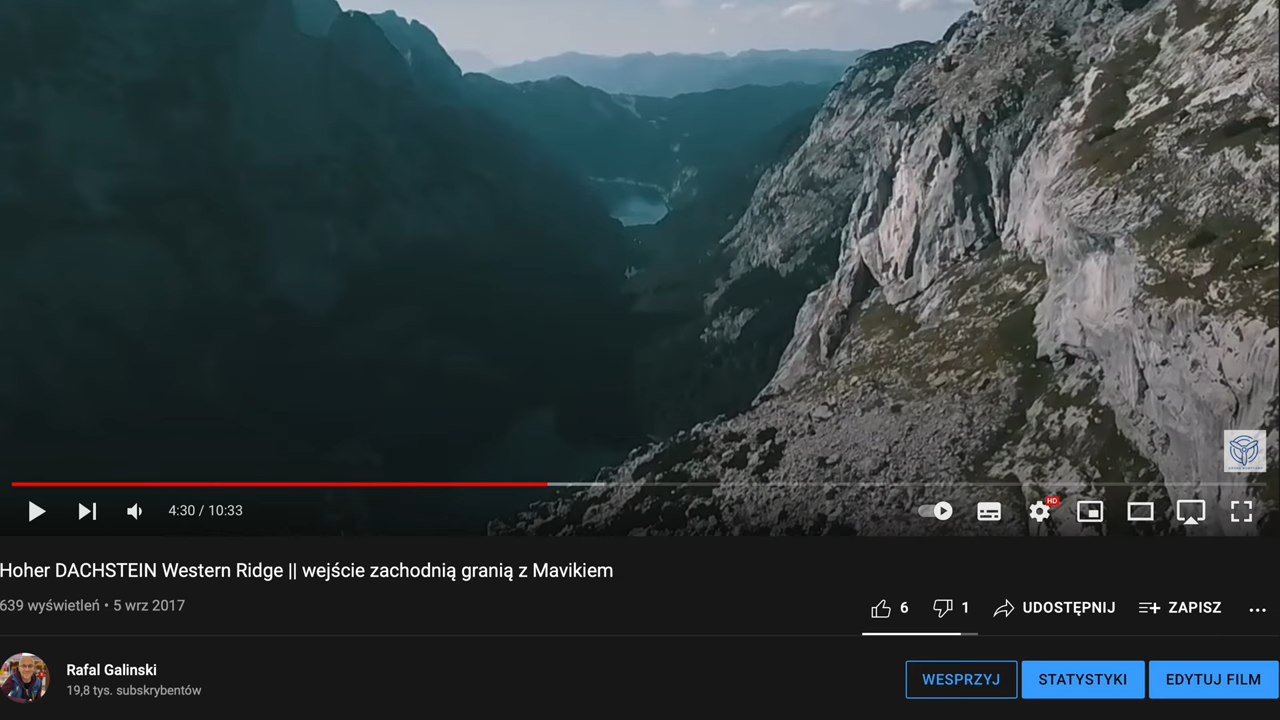 HD
4:30 / 10:33
Hoher DACHSTEIN Western Ridge || wejście zachodnią granią z Mavikiem
639 wyświetleń • 5 wrz 2017
6 1 UDOSTĘPNIJ ZAPISZ ...
Rafal Galinski
19,8 tys. subskrybentów
WESPRZYJ STATYSTYKI EDYTUJ FILM